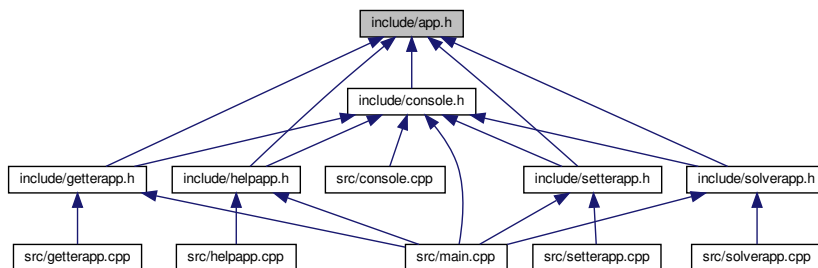 include/app.h
include/console.h
include/getterapp.h
include/helpapp.h
src/console.cpp
include/setterapp.h
include/solverapp.h
src/getterapp.cpp
src/helpapp.cpp
src/main.cpp
src/setterapp.cpp
src/solverapp.cpp